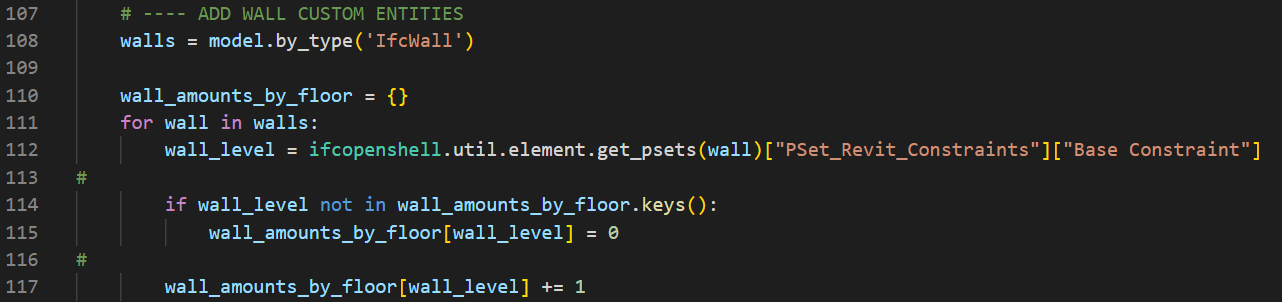 107 # ---- ADD WALL CUSTOM ENTITIES
108 walls = model.by_type('IfcWall')
109
110 wall_amounts_by_floor = {}
111 for wall in walls:
112 wall_level = ifcopenshell.util.element.get_psets(wall)["PSet_Revit_Constraints"]["Base Constraint"]
113 #
114 if wall_level not in wall_amounts_by_floor.keys():
115 wall_amounts_by_floor[wall_level] = 0
116 #
117 wall_amounts_by_floor[wall_level] += 1